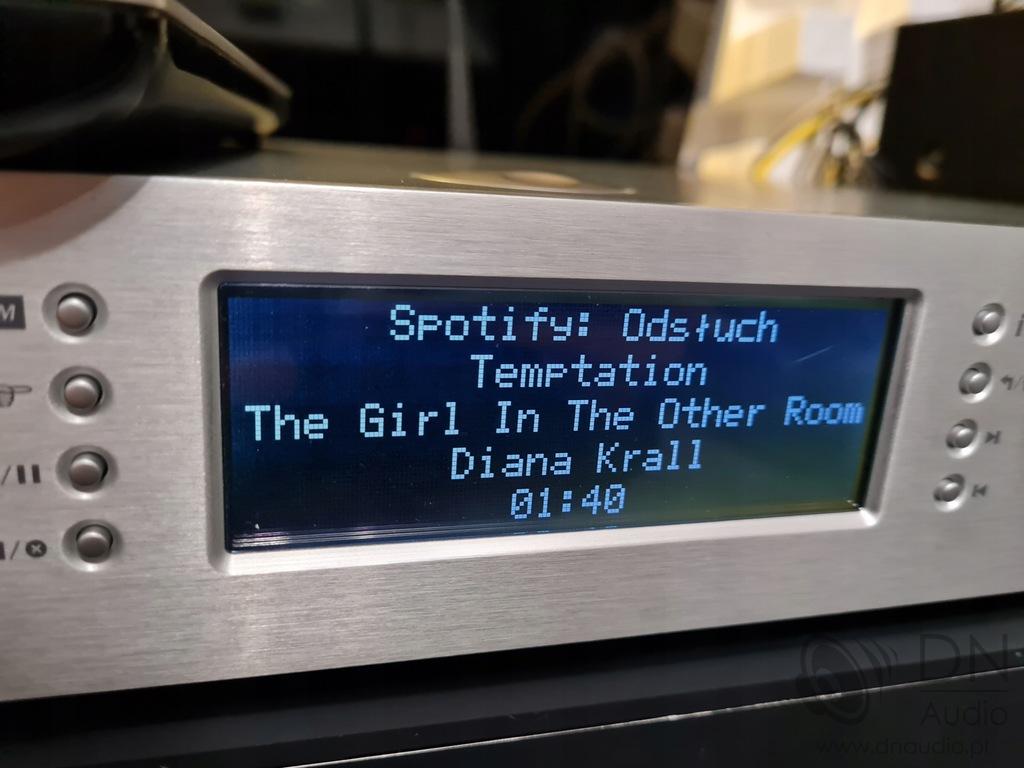 M
Spotify: Odsłuch
Temptation
The Girl In The Other Room
Diana Krall
01:40
DN
Audio
www.dnaudio.pl